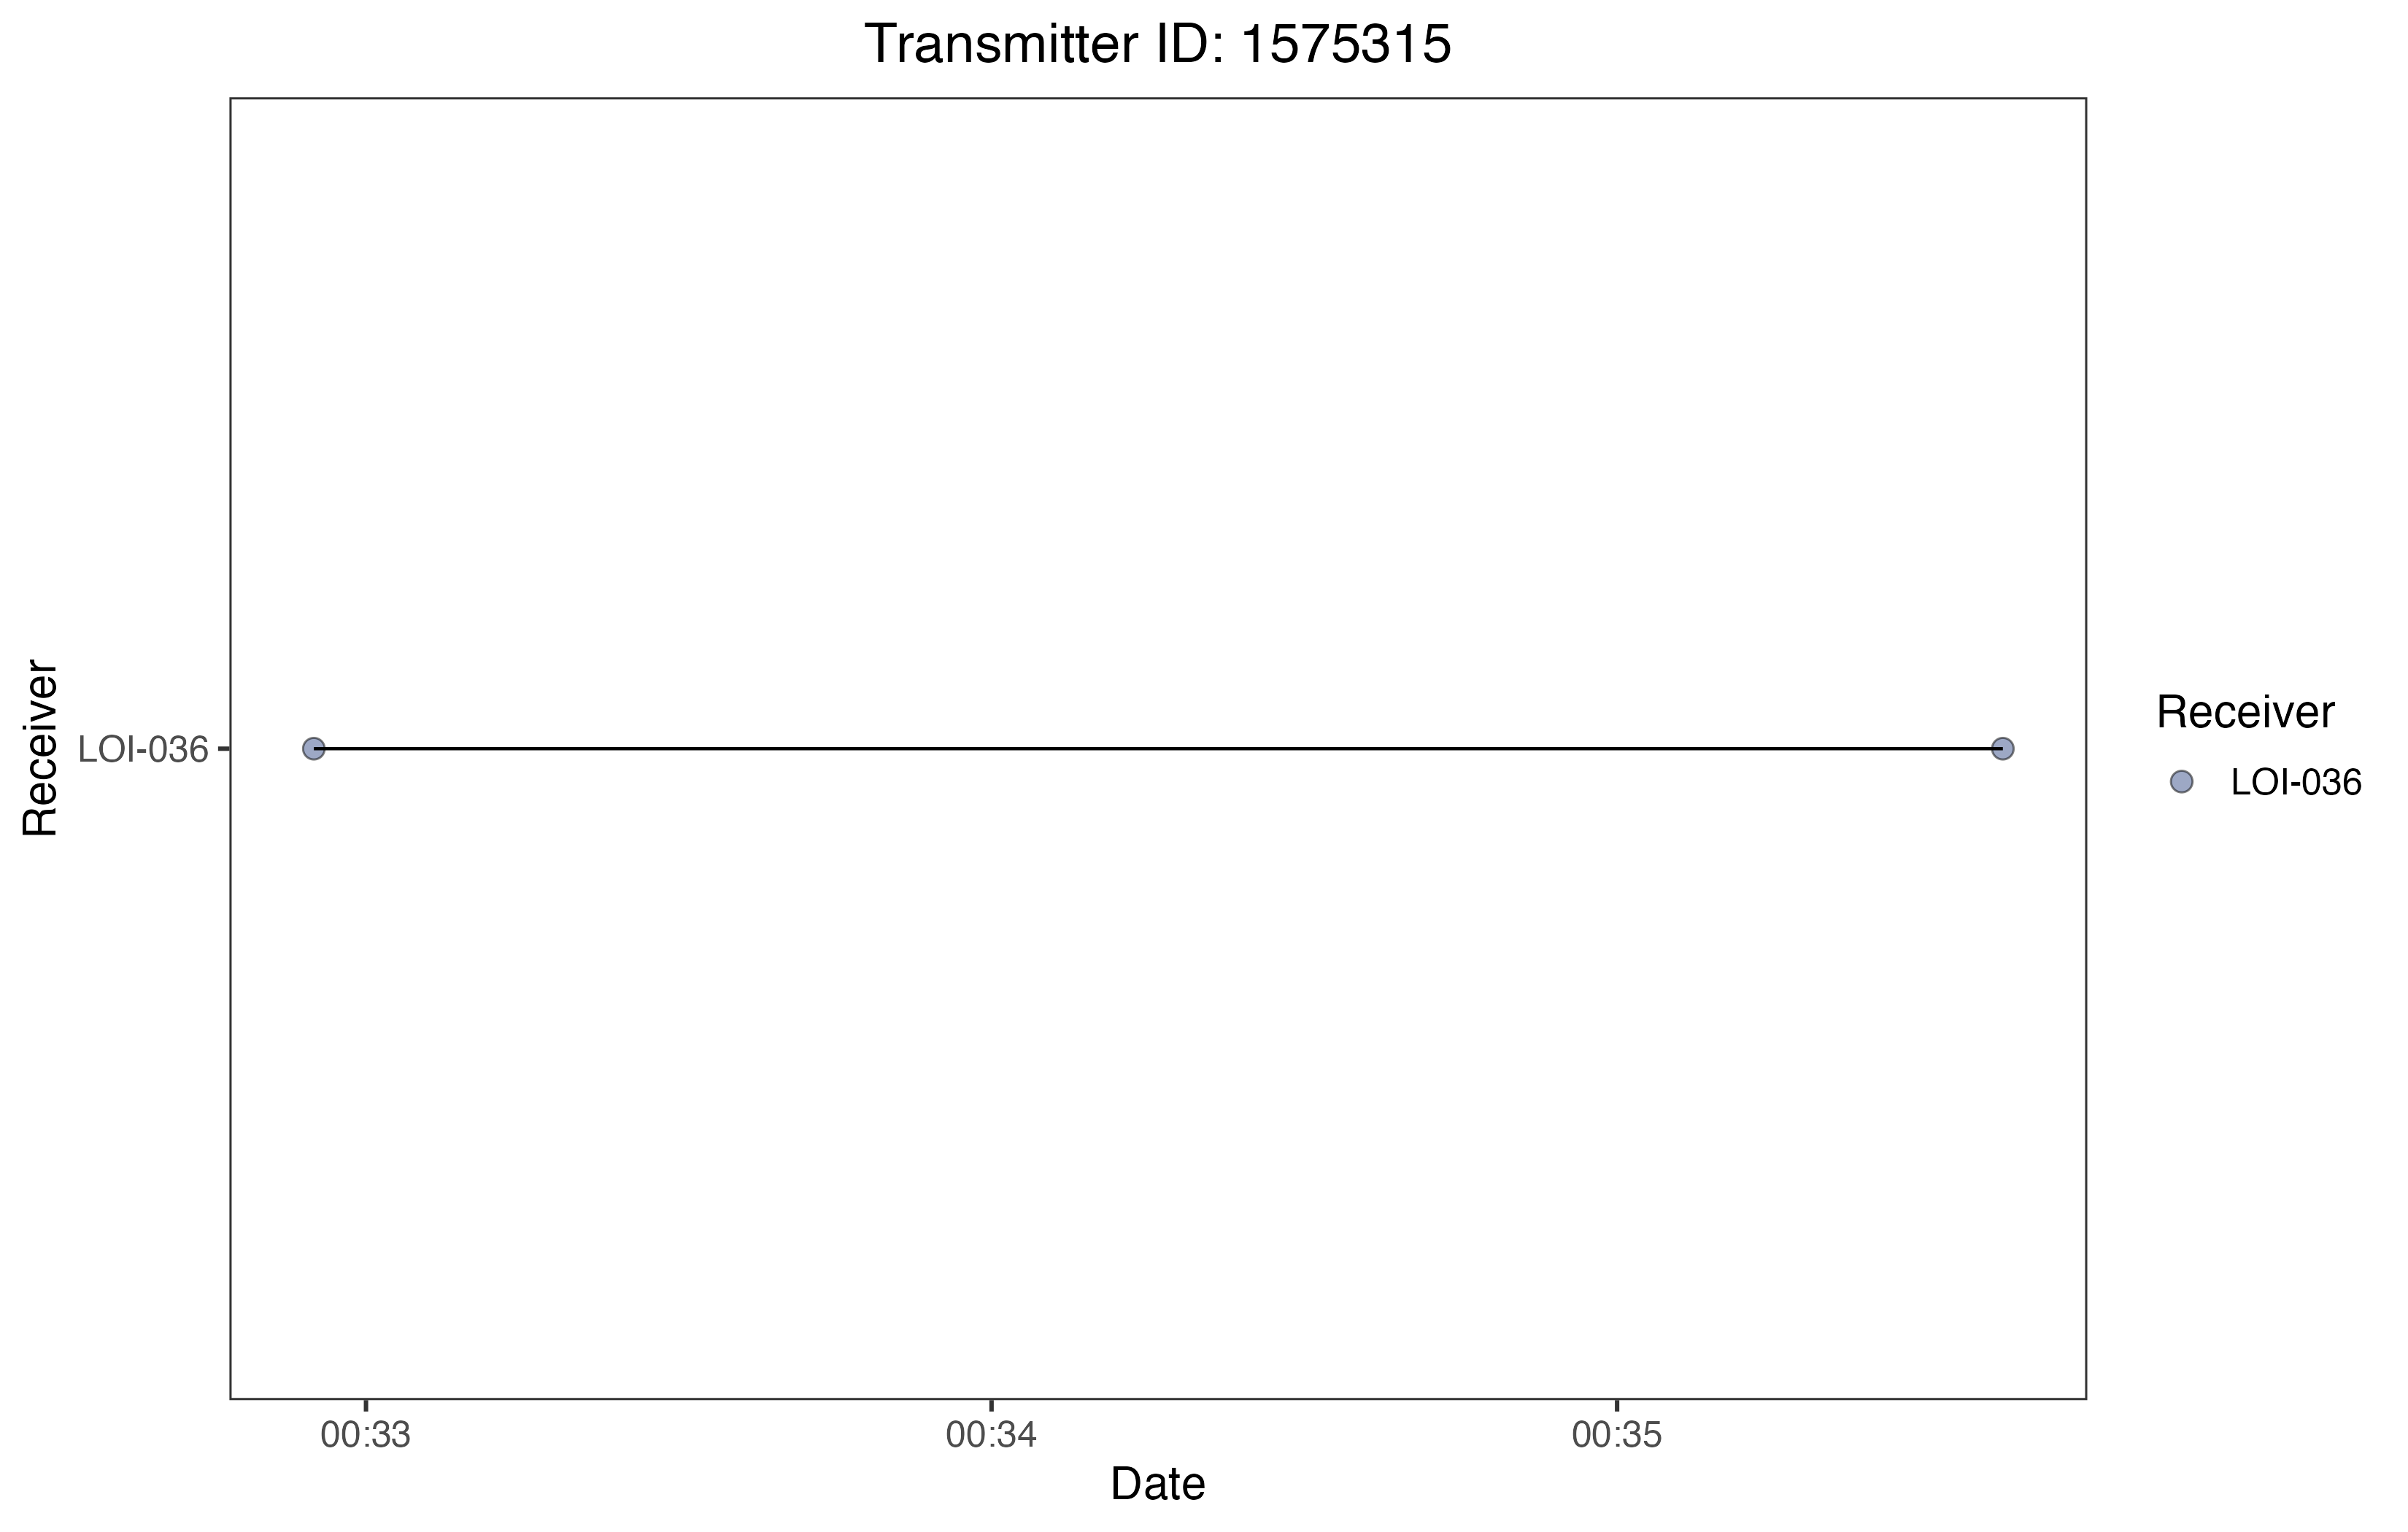 Transmitter ID: 1575315
Receiver
LOI-036
Receiver
LOI-036
00:33
00:34
00:35
Date